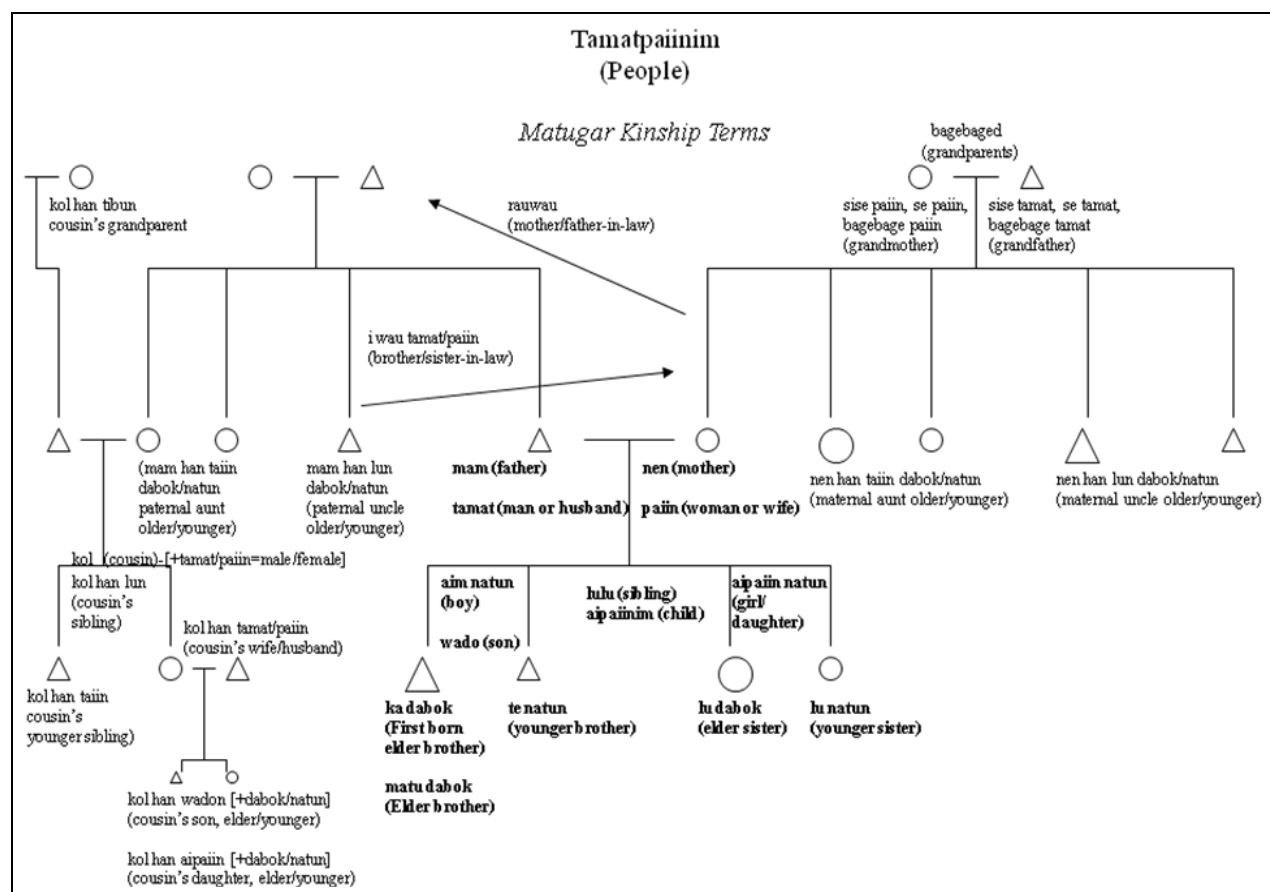 Tamatpaiinim
(People)
Matugar Kinship Terms
bagebaged
(grandparents)
kol han tibun
cousin's grandparent
rauwau
(mother/father-in-law)
sise paiin, se paiin,
bagebage paiin
(grandmother)
sise tamat, se tamat,
bagebage tamat
(grandfather)
i wau tamat/paiin
(brother/sister-in-law)
(mam han taiin
dabok/natun
paternal aunt
older/younger)
mam han lun
dabok/natun
(paternal uncle
older/younger)
mam (father)
tamat (man or husband)
nen (mother)
paiin (woman or wife)
nen han taiin dabok/natun
(maternal aunt older/younger)
nen han lun dabok/natun
(maternal uncle older/younger)
kol (cousin)-[+tamat/paiin=male/female]
kol han lun
(cousin's
sibling)
kol han tamat/paiin
(cousin's wife/husband)
aim natun
(boy)
wado (son)
lulu (sibling)
aipaiinim (child)
aipaiin natun
(girl/
daughter)
kol han taiin
cousin's
younger sibling)
ka dabok
(First born
elder brother)
matu dabok
(Elder brother)
te natun
(younger brother)
lu dabok
(elder sister)
lu natun
(younger sister)
kol han wadon [+dabok/natun]
(cousin's son, elder/younger)
kol han aipaiin [+dabok/natun]
(cousin's daughter, elder/younger)